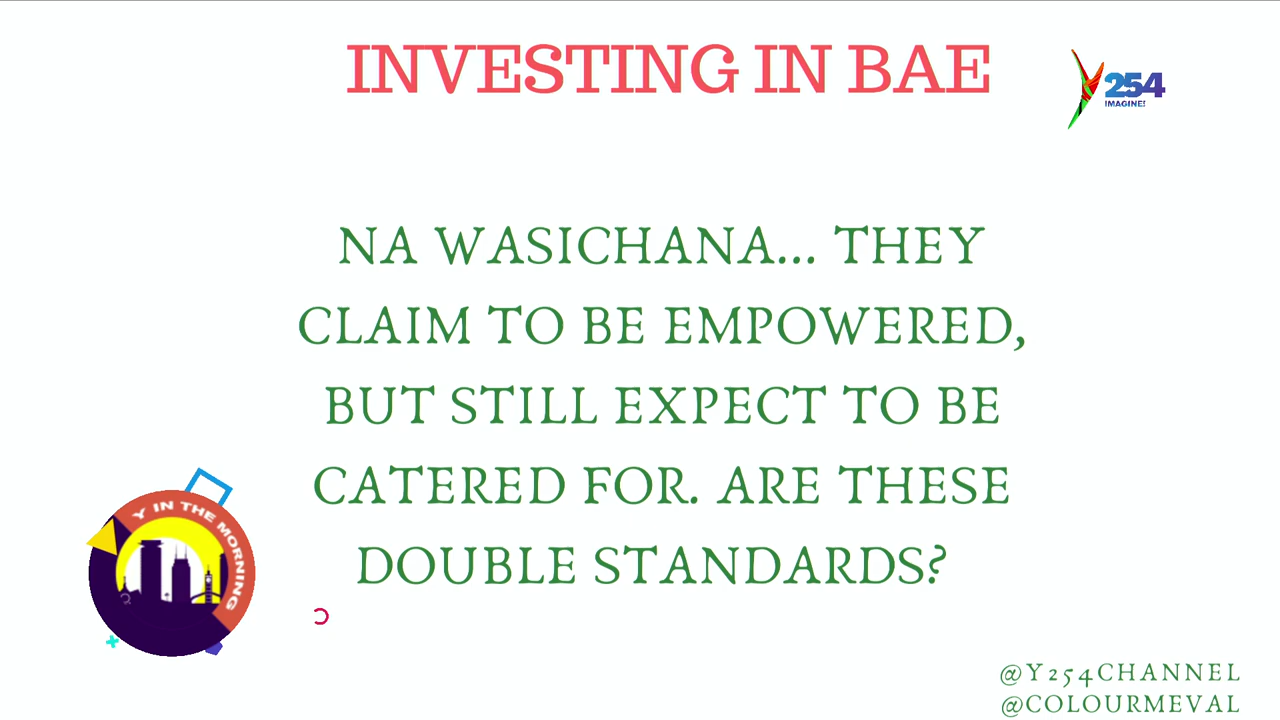 INVESTING IN BAE
254
IMAGINE!
NA WASICHANA... THEY
CLAIM TO BE EMPOWERED,
BUT STILL EXPECT TO BE
CATERED FOR. ARE THESE
DOUBLE STANDARDS?
Y IN THE MORNING
@Y254CHANNEL
@COLOURMEVAL